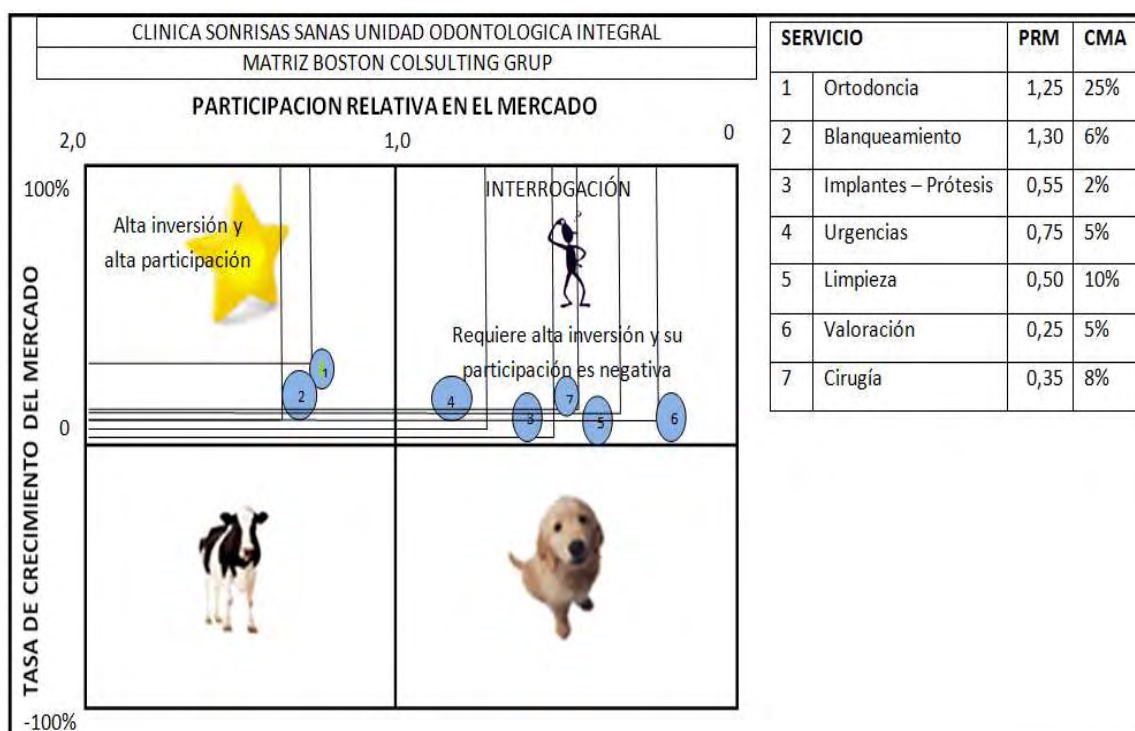 CLINICA SONRISAS SANAS UNIDAD ODONTOLOGICA INTEGRAL
MATRIZ BOSTON COLSULTING GRUP
PARTICIPACION RELATIVA EN EL MERCADO
2,0 1,0 0
100%
0
-100%
TASA DE CRECIMIENTO DEL MERCADO
Alta inversión y
alta participación
INTERROGACIÓN
Requiere alta inversión y su
participación es negativa
1
2
4
3
7
5
6
SERVICIO PRM CMA
1 Ortodoncia 1,25 25%
2 Blanqueamiento 1,30 6%
3 Implantes – Prótesis 0,55 2%
4 Urgencias 0,75 5%
5 Limpieza 0,50 10%
6 Valoración 0,25 5%
7 Cirugía 0,35 8%